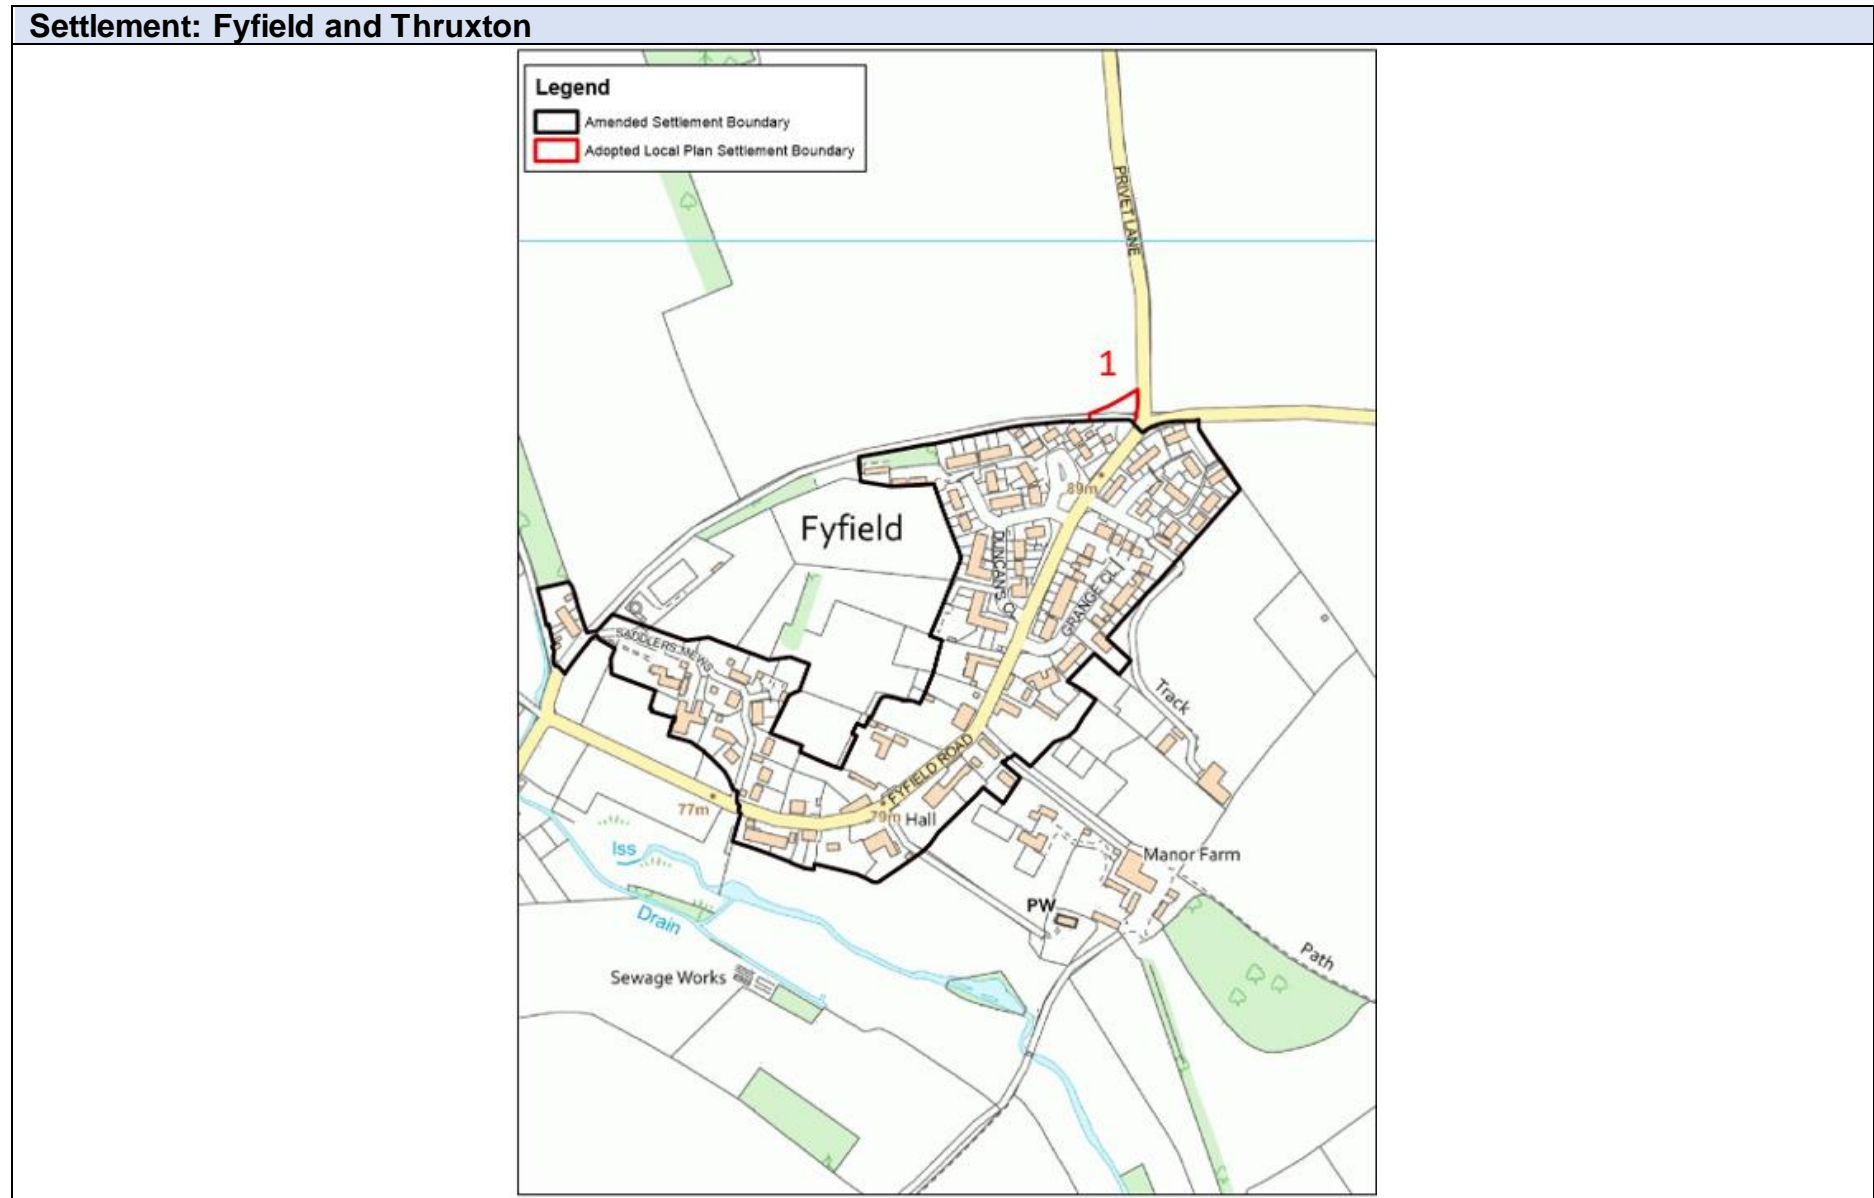 Settlement: Fyfield and Thruxton
Legend
Amended Settlement Boundary
Adopted Local Plan Settlement Boundary
PRIVET LANE
1
89m
Fyfield
DUNCAN'S CL
GRANGE CL
SADDLERS MEWS
Track
FYFIELD ROAD
77m
79m
Hall
Iss
Manor Farm
PW
Drain
Path
Sewage Works